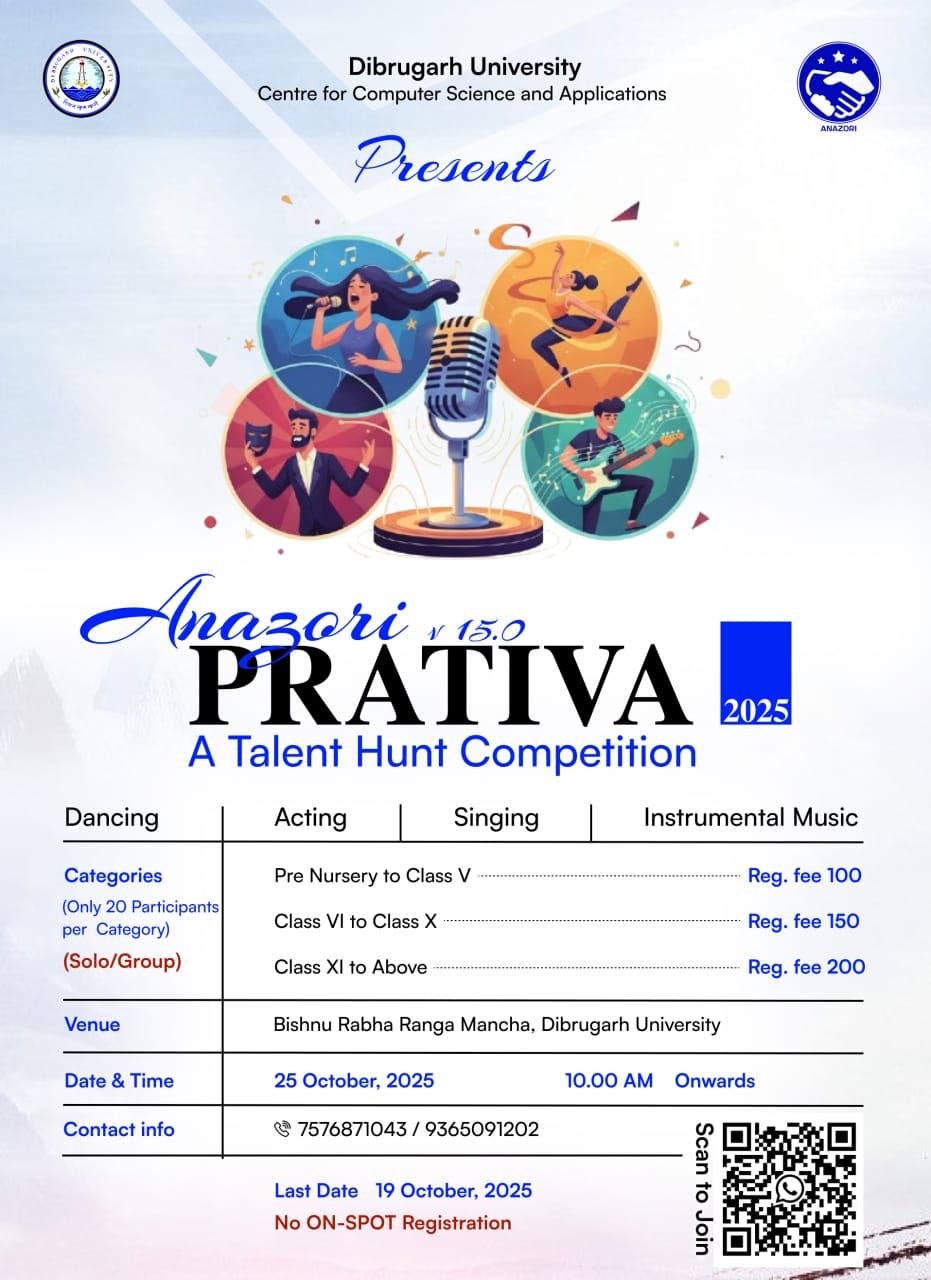 DIBRUGARH UNIVERSITY
Dibrugarh University
Centre for Computer Science and Applications
ANAZORI
Presents
Anazori v 15.0
PRATIVA
2025
A Talent Hunt Competition
Dancing Acting Singing Instrumental Music
Categories Pre Nursery to Class V Reg. fee 100
(Only 20 Participants
per Category) Class VI to Class X Reg. fee 150
(Solo/Group) Class XI to Above Reg. fee 200
Venue Bishnu Rabha Ranga Mancha, Dibrugarh University
Date & Time 25 October, 2025 10.00 AM Onwards
Contact info 7576871043 / 9365091202
Scan to Join
Last Date 19 October, 2025
No ON-SPOT Registration